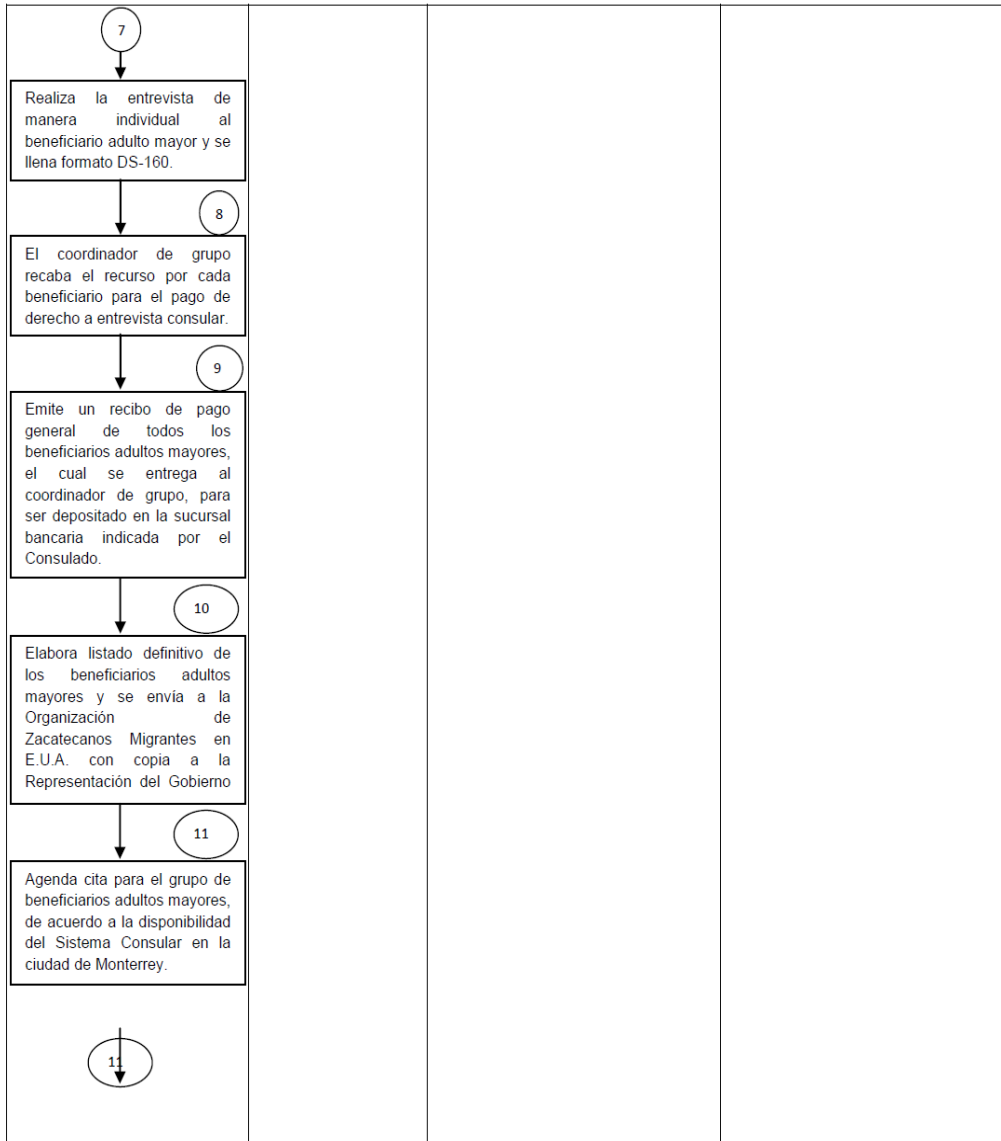 7
Realiza la entrevista de
manera individual al
beneficiario adulto mayor y se
llena formato DS-160.
8
El coordinador de grupo
recaba el recurso por cada
beneficiario para el pago de
derecho a entrevista consular.
9
Emite un recibo de pago
general de todos los
beneficiarios adultos mayores,
el cual se entrega al
coordinador de grupo, para
ser depositado en la sucursal
bancaria indicada por el
Consulado.
10
Elabora listado definitivo de
los beneficiarios adultos
mayores y se envía a la
Organización de
Zacatecanos Migrantes en
E.U.A. con copia a la
Representación del Gobierno
11
Agenda cita para el grupo de
beneficiarios adultos mayores,
de acuerdo a la disponibilidad
del Sistema Consular en la
ciudad de Monterrey.
11